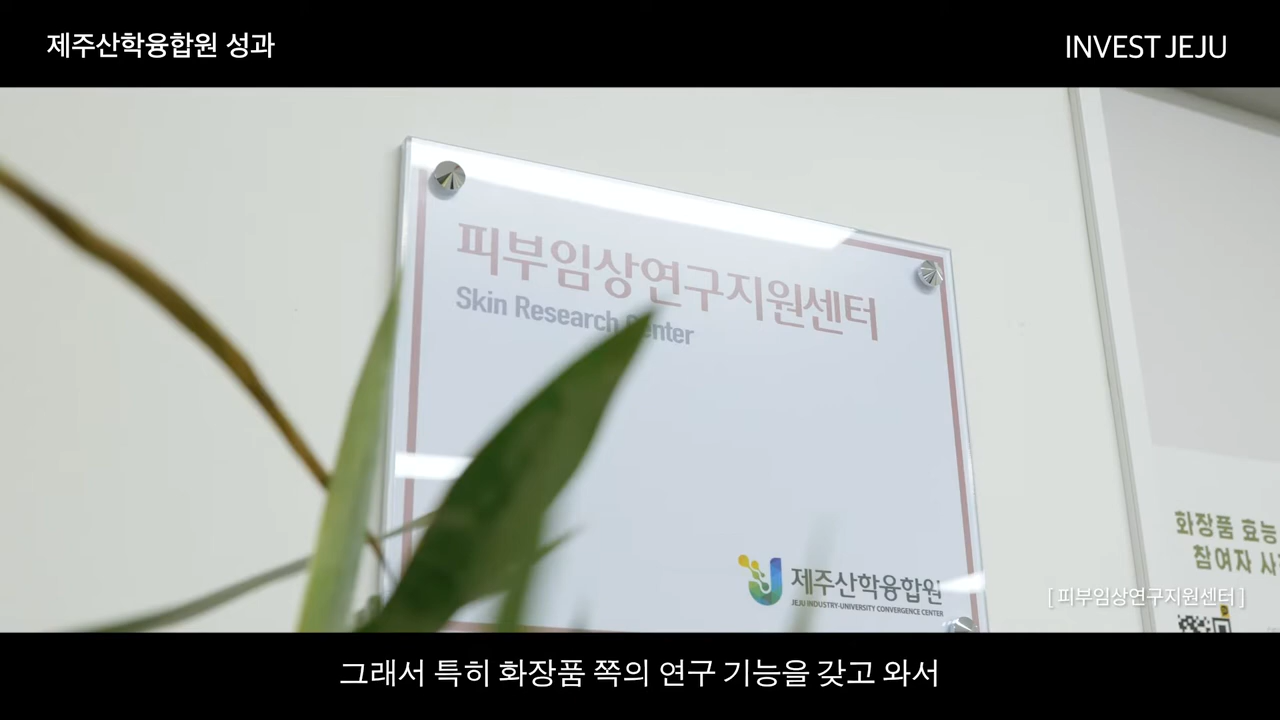 제주산학융합원 성과
INVEST JEJU
피부임상연구지원센터
Skin Research Center
제주산학융합원
JEJU INDUSTRY-UNIVERSITY CONVERGENCE CENTER
화장품 효능
참여자
[ 피부임상연구지원센터 ]
그래서 특히 화장품 쪽의 연구 기능을 갖고 와서